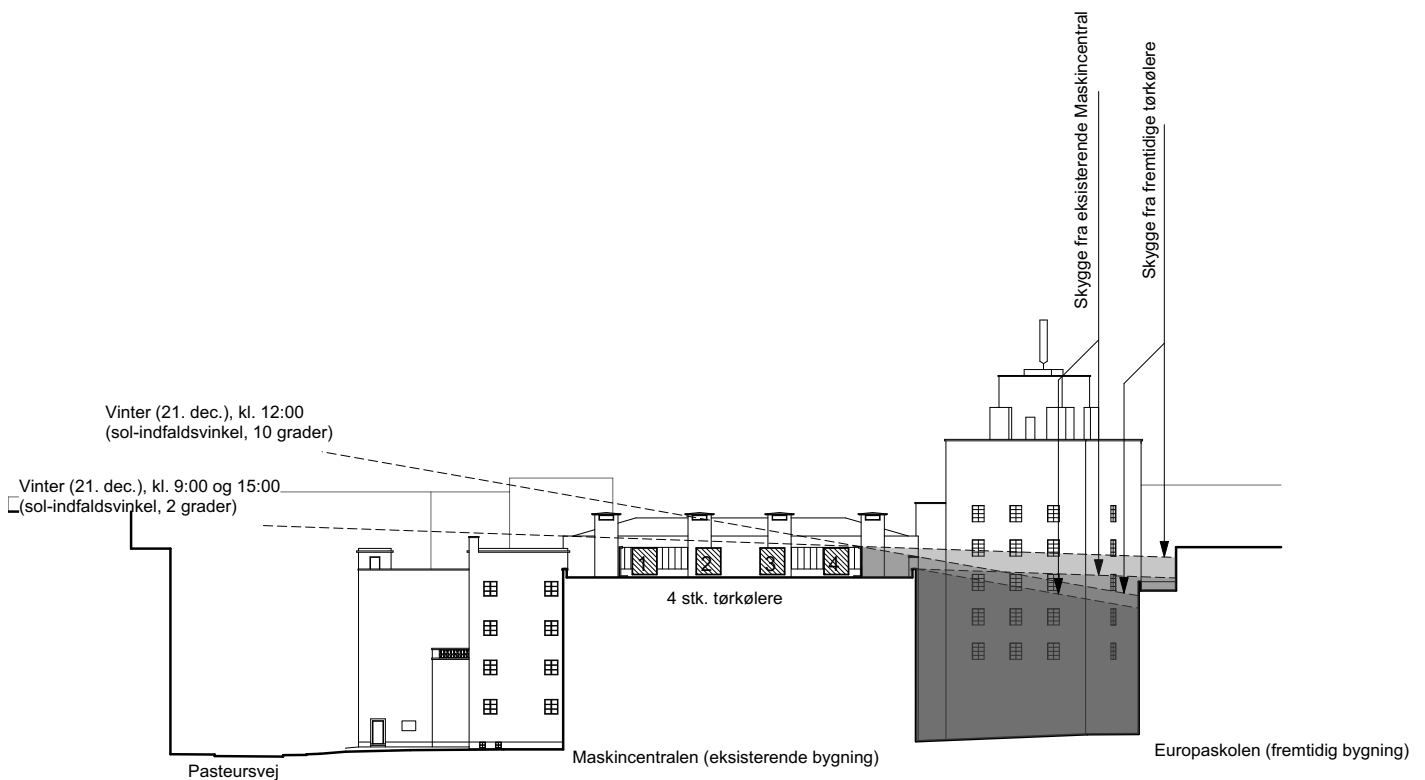 Skygge fra eksisterende Maskincentral
Skygge fra fremtidige tørkølere
Vinter (21. dec.), kl. 12:00
(sol-indfaldsvinkel, 10 grader)
Vinter (21. dec.), kl. 9:00 og 15:00
(sol-indfaldsvinkel, 2 grader)
1 2 3 4
4 stk. tørkølere
Maskincentralen (eksisterende bygning)
Europaskolen (fremtidig bygning)
Pasteursvej